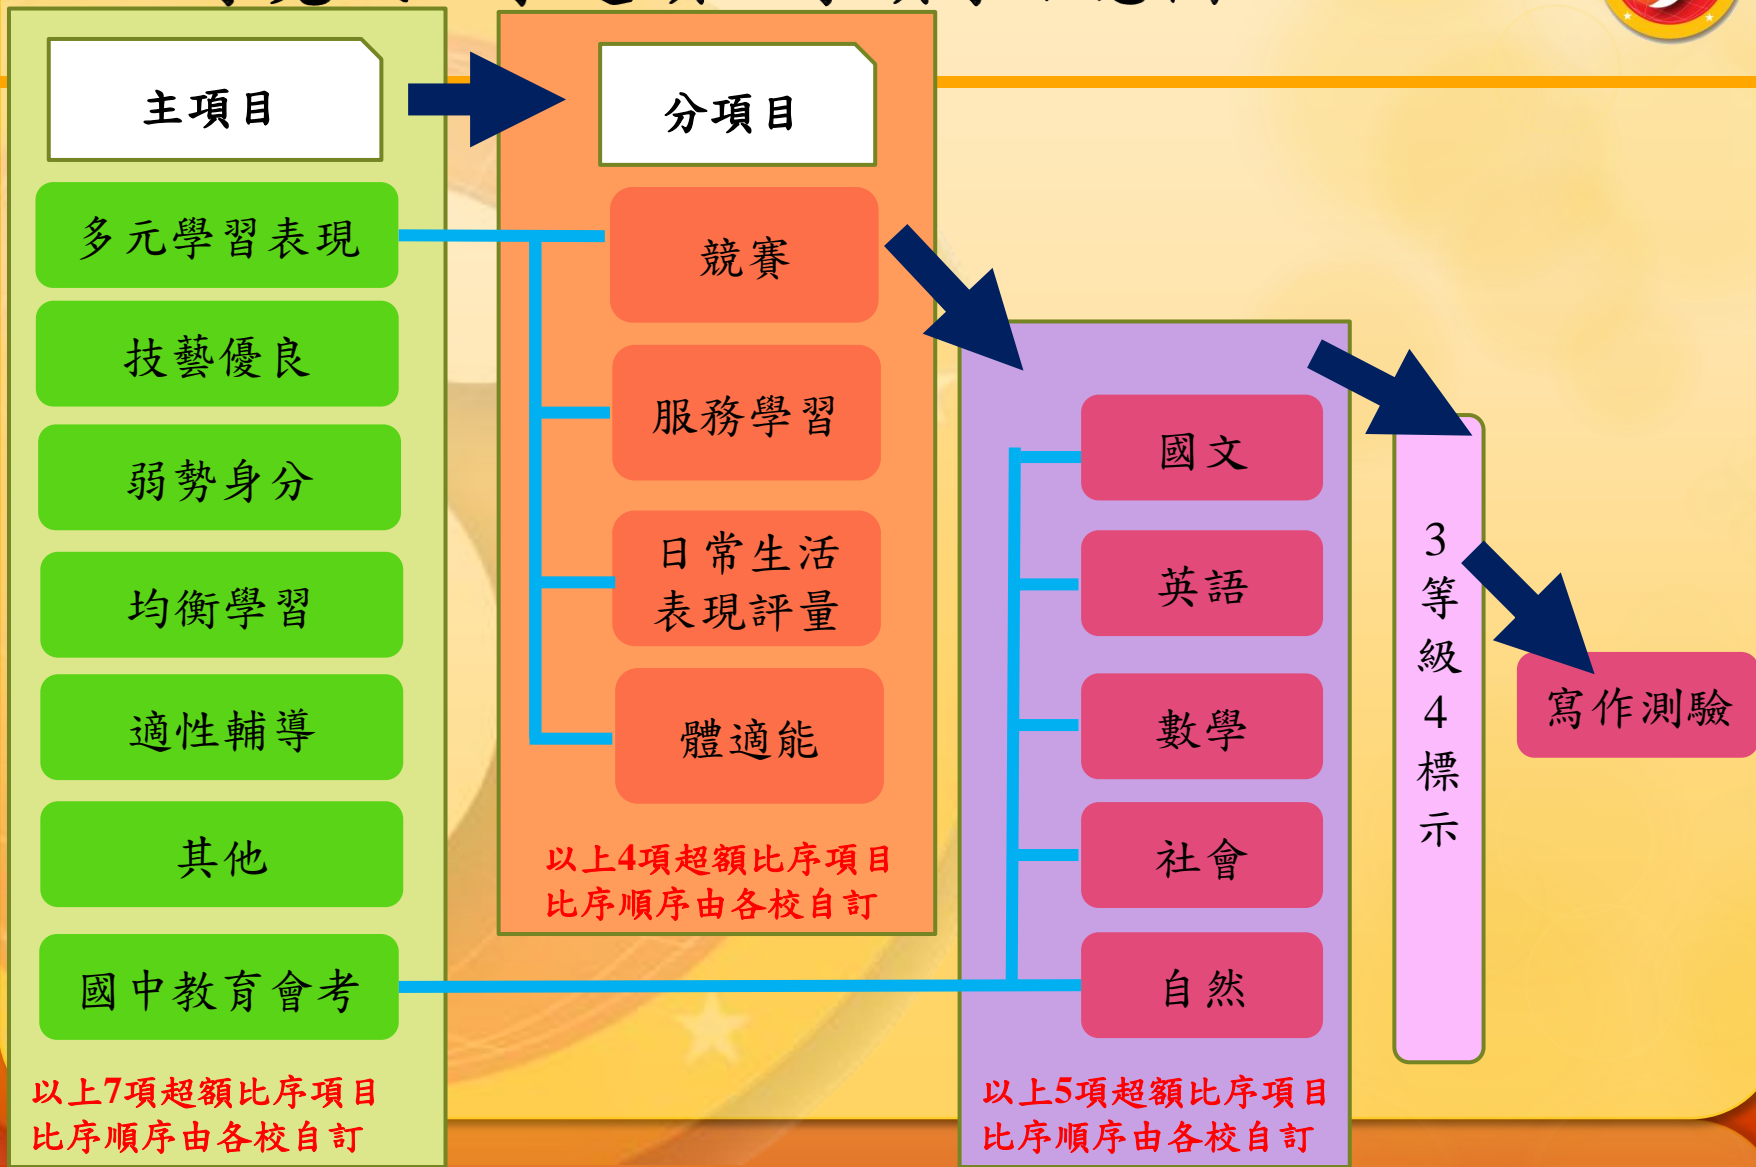 主項目
多元學習表現
技藝優良
弱勢身分
均衡學習
適性輔導
其他
國中教育會考
以上7項超額比序項目
比序順序由各校自訂
分項目
競賽
服務學習
日常生活
表現評量
體適能
以上4項超額比序項目
比序順序由各校自訂
國文
英語
數學
社會
自然
以上5項超額比序項目
比序順序由各校自訂
3等級4標示
寫作測驗